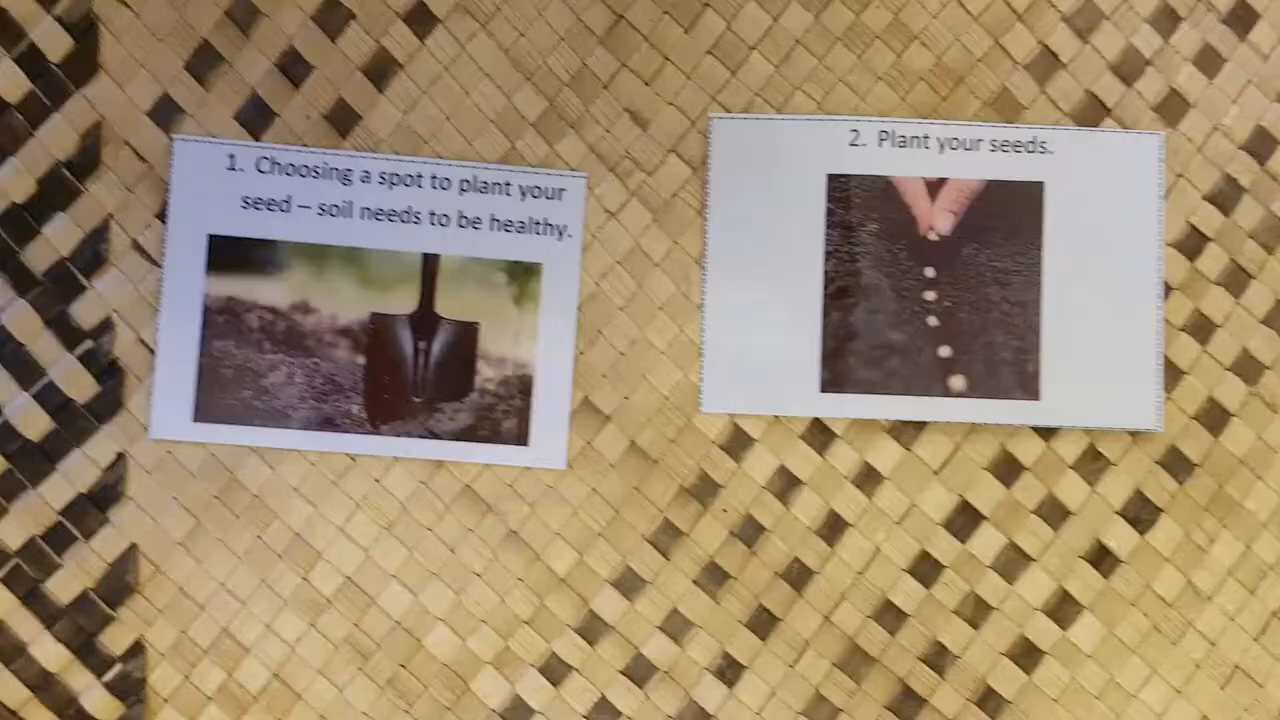 1. Choosing a spot to plant your
seed – soil needs to be healthy.
2. Plant your seeds.